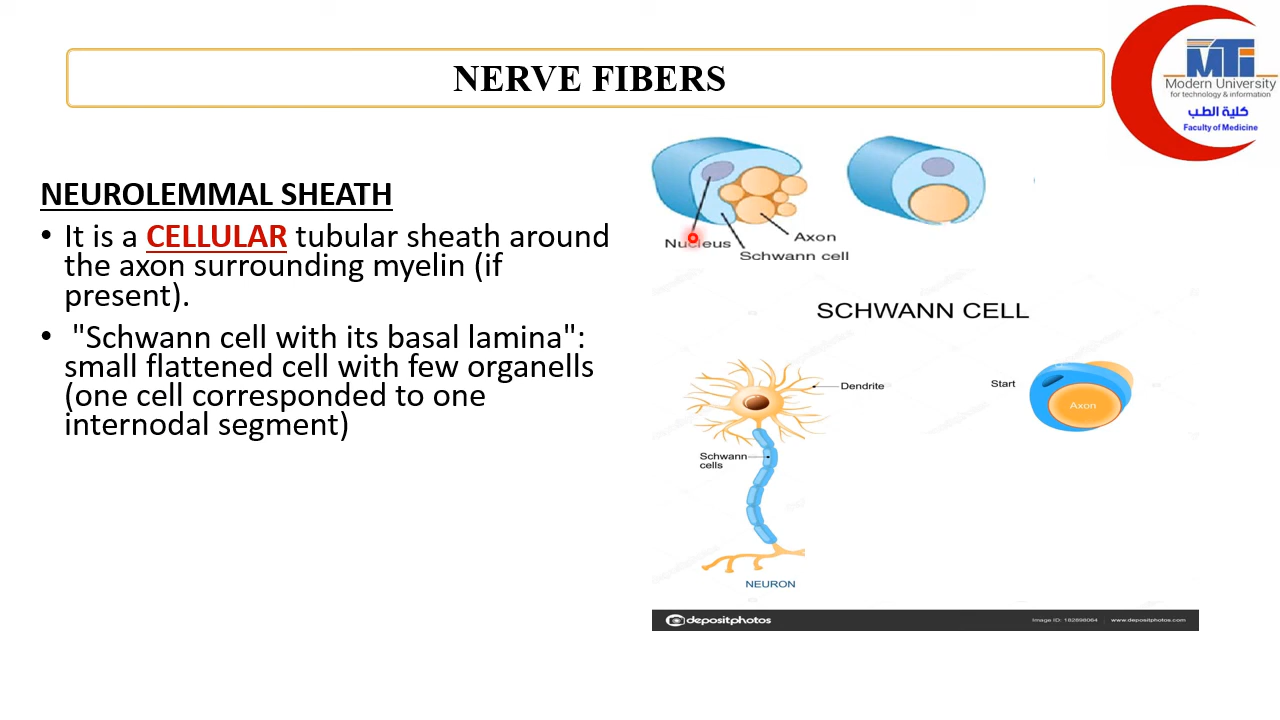 NERVE FIBERS
MTi
Modern University
for technology & information
كلية الطب
Faculty of Medicine
NEUROLEMMAL SHEATH
• It is a CELLULAR tubular sheath around
the axon surrounding myelin (if
present).
• "Schwann cell with its basal lamina":
small flattened cell with few organells
(one cell corresponded to one
internodal segment)
Nucleus
Axon
Schwann cell
SCHWANN CELL
Dendrite
Schwann
cells
NEURON
Start
Axon
depositphotos
Image ID: 182898064
www.depositphotos.com